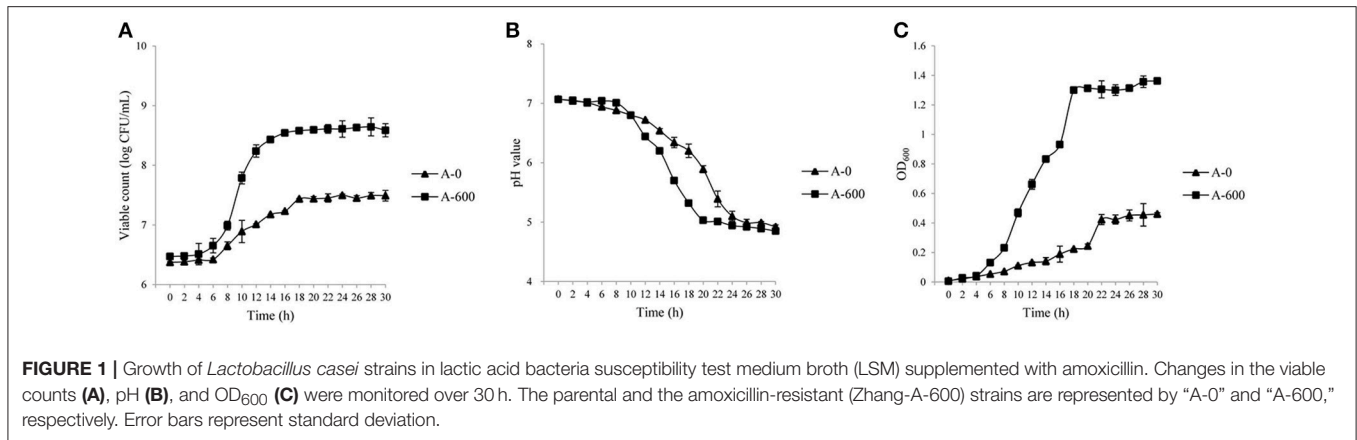 A
10
9
8
7
6
Viable count (log CFU/mL)
0 2 4 6 8 10 12 14 16 18 20 22 24 26 28 30
Time (h)
A-0
A-600
B
8
7
6
5
4
pH value
0 2 4 6 8 10 12 14 16 18 20 22 24 26 28 30
Time (h)
A-0
A-600
C
1.6
1.4
1.2
1
0.8
0.6
0.4
0.2
0
OD600
0 2 4 6 8 10 12 14 16 18 20 22 24 26 28 30
Time (h)
A-0
A-600
FIGURE 1 | Growth of Lactobacillus casei strains in lactic acid bacteria susceptibility test medium broth (LSM) supplemented with amoxicillin. Changes in the viable
counts (A), pH (B), and OD600 (C) were monitored over 30 h. The parental and the amoxicillin-resistant (Zhang-A-600) strains are represented by “A-0” and “A-600,”
respectively. Error bars represent standard deviation.